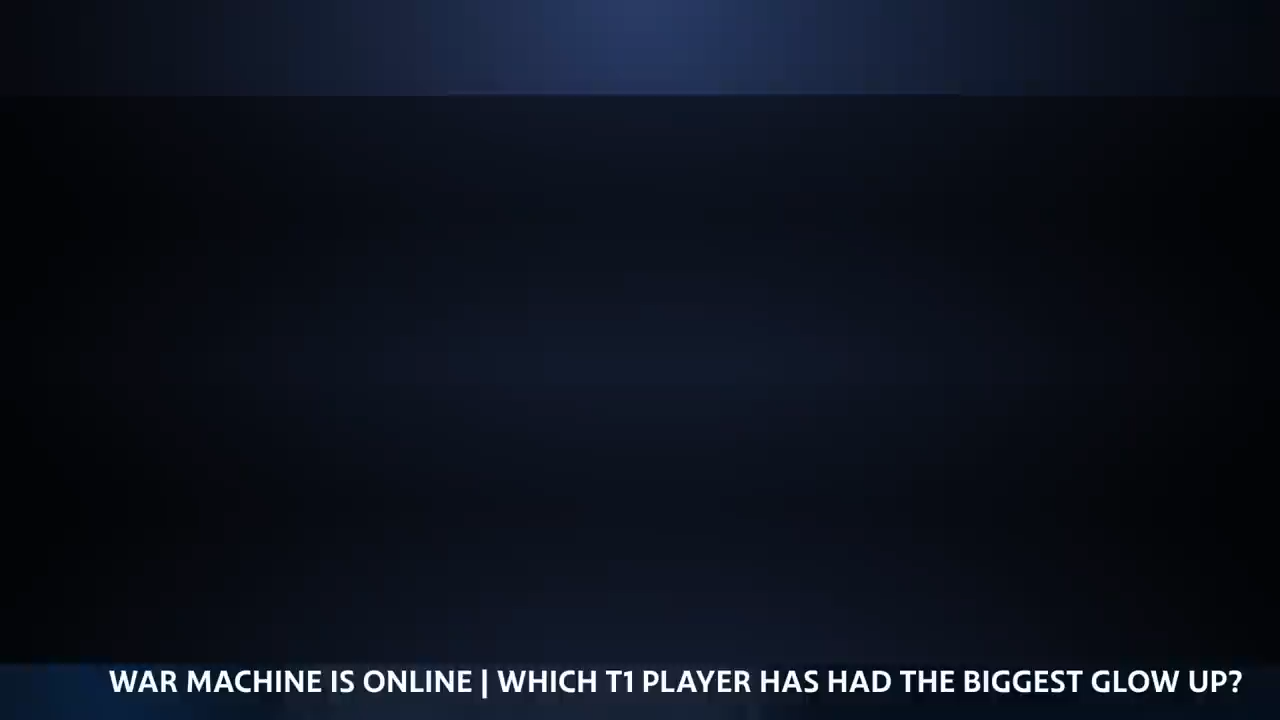 WAR MACHINE IS ONLINE | WHICH T1 PLAYER HAS HAD THE BIGGEST GLOW UP?